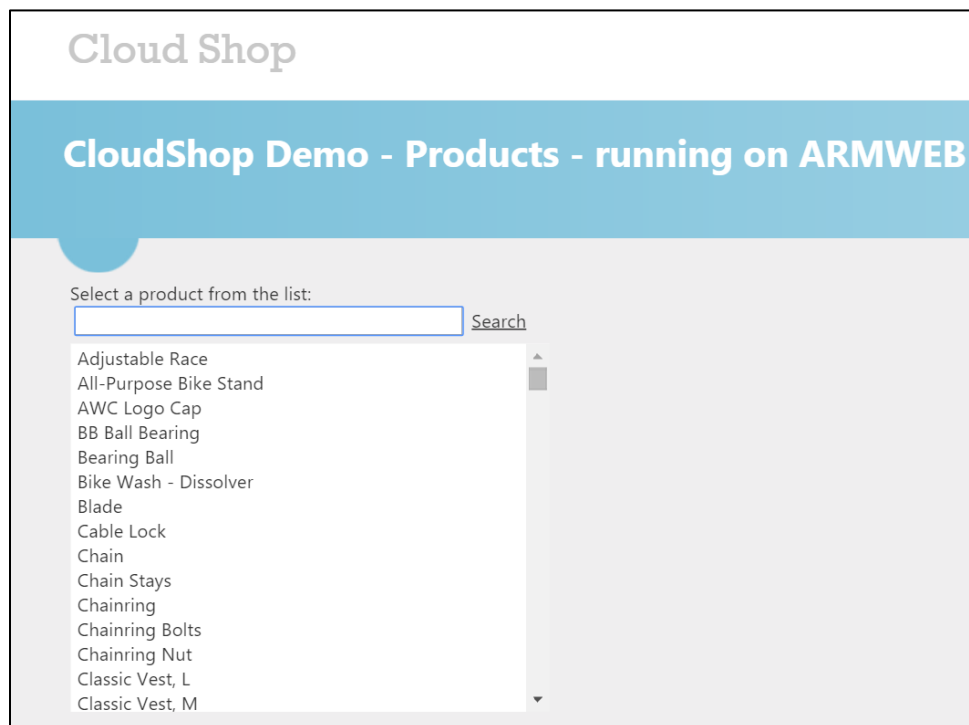 Cloud Shop
CloudShop Demo - Products - running on ARMWEB
Select a product from the list:
Search
Adjustable Race
All-Purpose Bike Stand
AWC Logo Cap
BB Ball Bearing
Bearing Ball
Bike Wash - Dissolver
Blade
Cable Lock
Chain
Chain Stays
Chainring
Chainring Bolts
Chainring Nut
Classic Vest, L
Classic Vest, M